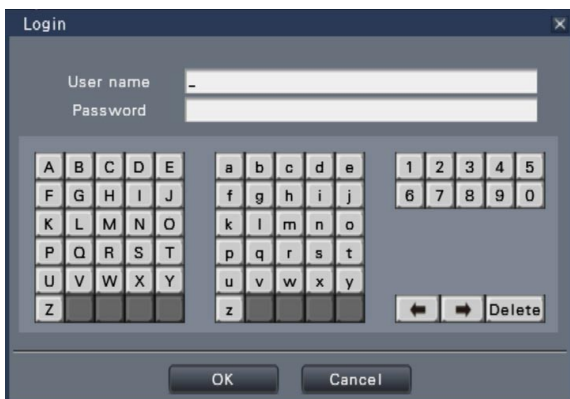 Login
User name
Password
A B C D E
F G H I J
K L M N O
P Q R S T
U V W X Y
Z
a b c d e
f g h i j
k l m n o
p q r s t
u v w x y
z
1 2 3 4 5
6 7 8 9 0
Delete
OK
Cancel